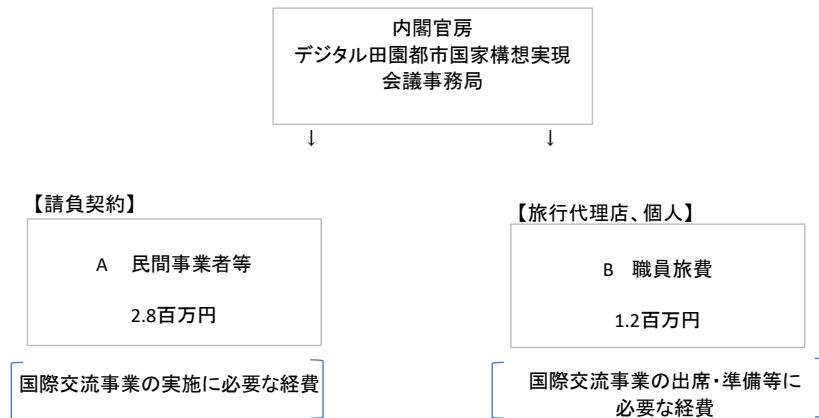 内閣官房
デジタル田園都市国家構想実現
会議事務局
↓ ↓
【請負契約】
A 民間事業者等
2.8百万円
国際交流事業の実施に必要な経費
【旅行代理店、個人】
B 職員旅費
1.2百万円
国際交流事業の出席・準備等に
必要な経費